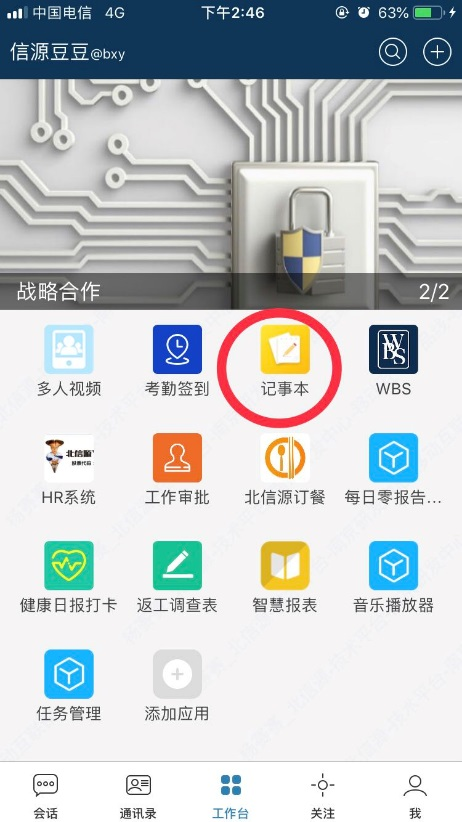 中国电信 4G 下午2:46 63%
信源豆豆@bxy
战略合作 2/2
多人视频 考勤签到 记事本 WBS
HR系统 工作审批 北信源订餐 每日零报告...
健康日报打卡 返工调查表 智慧报表 音乐播放器
任务管理 添加应用
会话 通讯录 工作台 关注 我